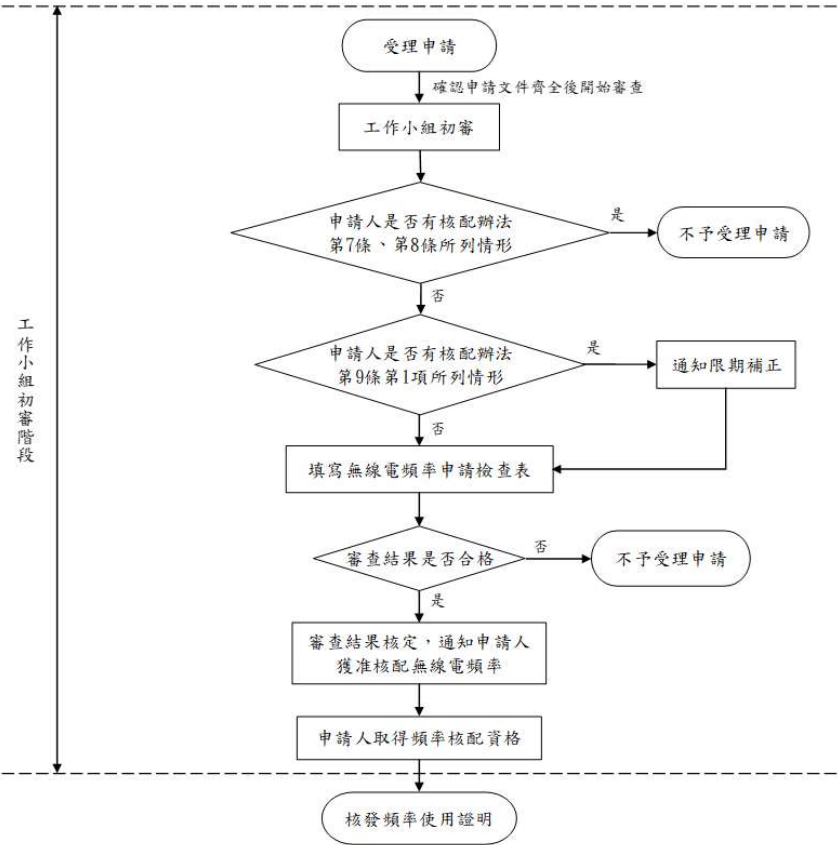 受理申請
確認申請文件齊全後開始審查
工作小組初審
申請人是否有核配辦法
第7條、第8條所列情形
是
不予受理申請
否
申請人是否有核配辦法
第9條第1項所列情形
是
通知限期補正
否
填寫無線電頻率申請檢查表
審查結果是否合格
否
不予受理申請
是
審查結果核定，通知申請人
獲准核配無線電頻率
申請人取得頻率核配資格
核發頻率使用證明
工作小組初審階段